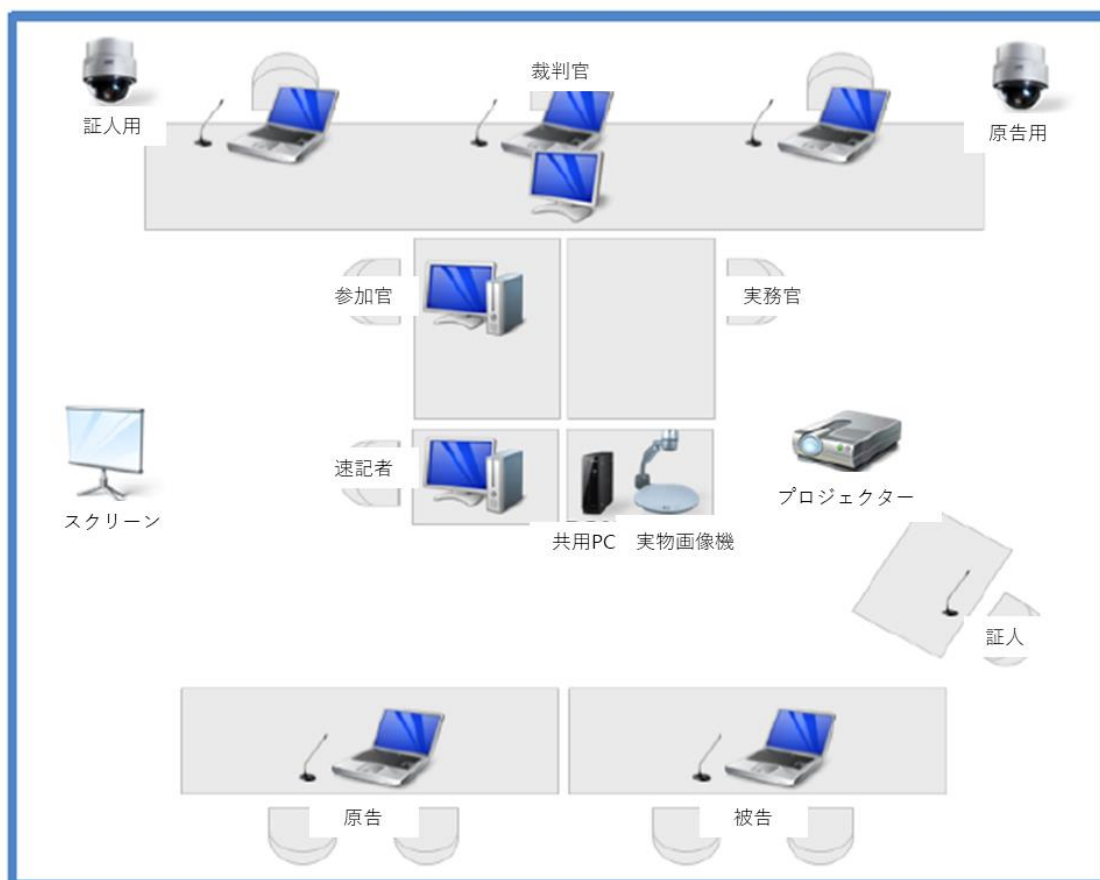 裁判官
証人用
原告用
参加官
実務官
速記者
スクリーン
プロジェクター
共用PC　実物画像機
証人
原告
被告